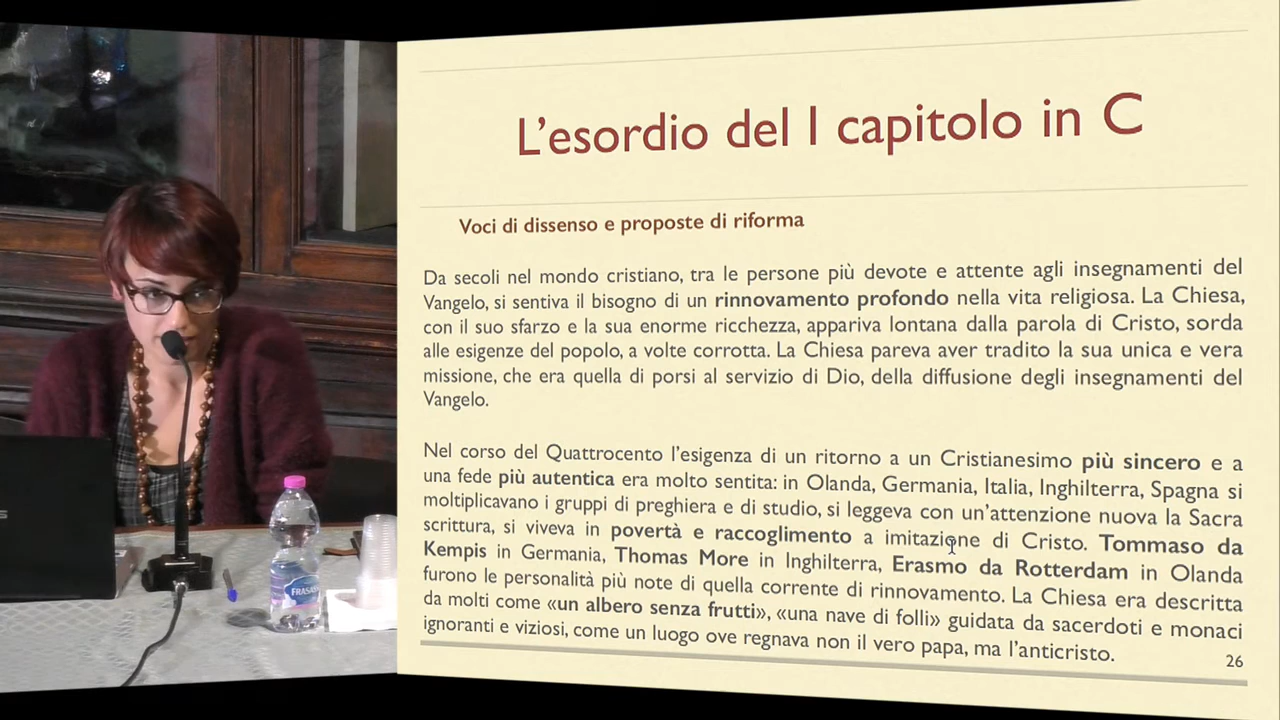 L'esordio del I capitolo in C
Voci di dissenso e proposte di riforma
Da secoli nel mondo cristiano, tra le persone più devote e attente agli insegnamenti del
Vangelo, si sentiva il bisogno di un rinnovamento profondo nella vita religiosa. La Chiesa,
con il suo sfarzo e la sua enorme ricchezza, appariva lontana dalla parola di Cristo, sorda
alle esigenze del popolo, a volte corrotta. La Chiesa pareva aver tradito la sua unica e vera
missione, che era quella di porsi al servizio di Dio, della diffusione degli insegnamenti del
Vangelo.
Nel corso del Quattrocento l'esigenza di un ritorno a un Cristianesimo più sincero e a
una fede più autentica era molto sentita: in Olanda, Germania, Italia, Inghilterra, Spagna si
moltiplicavano i gruppi di preghiera e di studio, si leggeva con un'attenzione nuova la Sacra
scrittura, si viveva in povertà e raccoglimento a imitazione di Cristo. Tommaso da
Kempis in Germania, Thomas More in Inghilterra, Erasmo da Rotterdam in Olanda
furono le personalità più note di quella corrente di rinnovamento. La Chiesa era descritta
da molti come «un albero senza frutti», «una nave di folli» guidata da sacerdoti e monaci
ignoranti e viziosi, come un luogo ove regnava non il vero papa, ma l'anticristo.
26